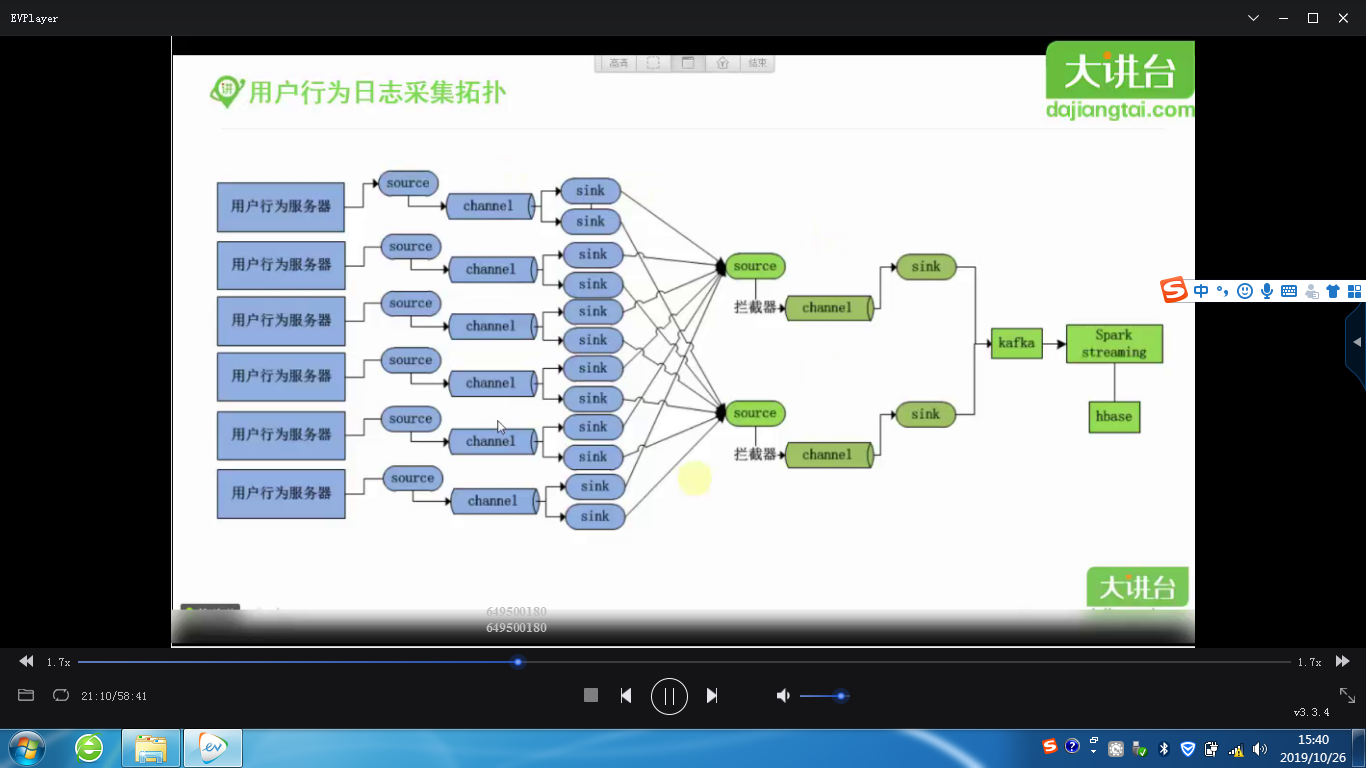 EVPlayer
高清
结束
大讲台
dajiangtai.com
用户行为日志采集拓扑
用户行为服务器
source
channel
sink
sink
用户行为服务器
source
channel
sink
sink
用户行为服务器
source
channel
sink
sink
用户行为服务器
source
channel
sink
sink
用户行为服务器
source
channel
sink
sink
用户行为服务器
source
channel
sink
sink
source
拦截器
channel
sink
source
拦截器
channel
sink
kafka
Spark
streaming
hbase
中
大讲台
649500180
649500180
1.7x
1.7x
21:10/58:41
v3.3.4
15:40
2019/10/26